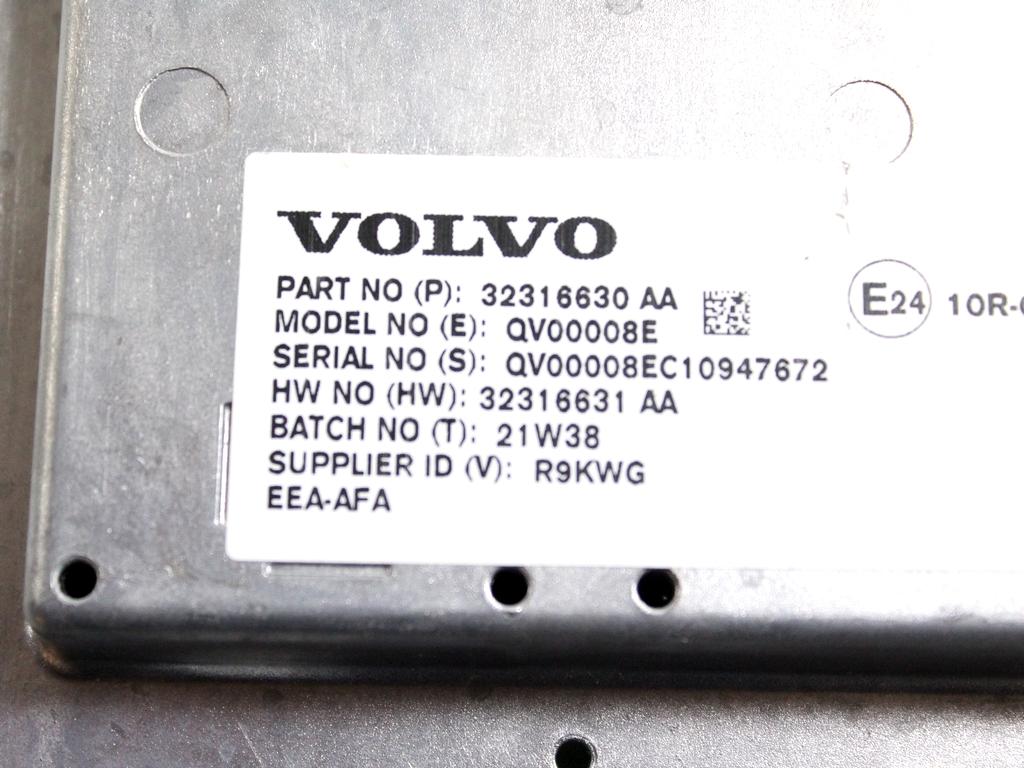 VOLVO
PART NO (P): 32316630 AA
MODEL NO (E): QV00008E
SERIAL NO (S): QV00008EC10947672
HW NO (HW): 32316631 AA
BATCH NO (T): 21W38
SUPPLIER ID (V): R9KWG
EEA-AFA
E24 10R-